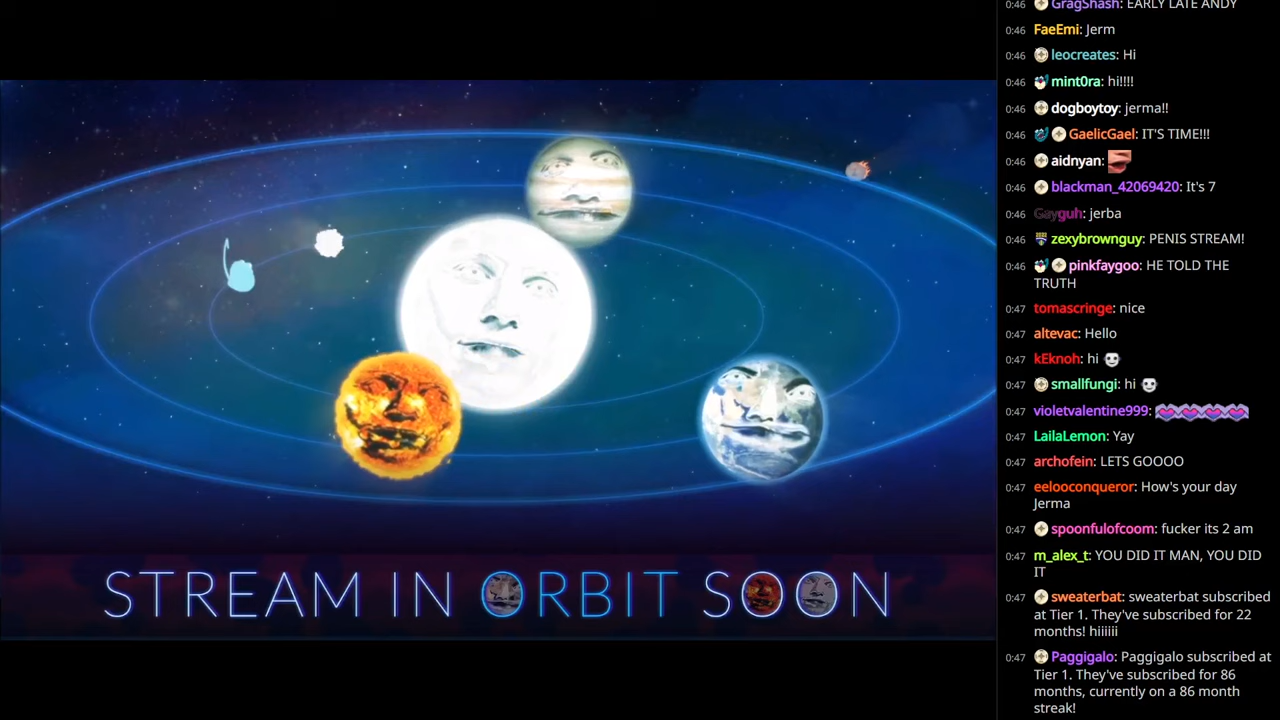 STREAM IN ORBIT SOON
0:46 GragShash: EARLY LATE ANDY
0:46 FaeEmi: Jerm
0:46 leocreates: Hi
0:46 mint0ra: hi!!!!
0:46 dogboytoy: jerma!!
0:46 GaelicGael: IT'S TIME!!!
0:46 aidnyan:
0:46 blackman_42069420: It's 7
0:46 Gayguh: jerba
0:46 zexybrownguy: PENIS STREAM!
0:46 pinkfaygoo: HE TOLD THE
TRUTH
0:47 tomascringe: nice
0:47 altevac: Hello
0:47 kEknoh: hi
0:47 smallfungi: hi
0:47 violetvalentine999:
0:47 LailaLemon: Yay
0:47 archofein: LETS GOOOO
0:47 eelooconqueror: How's your day
Jerma
0:47 spoonfulofcoom: fucker its 2 am
0:47 m_alex_t: YOU DID IT MAN, YOU DID
IT
0:47 sweaterbat: sweaterbat subscribed
at Tier 1. They've subscribed for 22
months! hiiiiii
0:47 Paggigalo: Paggigalo subscribed at
Tier 1. They've subscribed for 86
months, currently on a 86 month
streak!